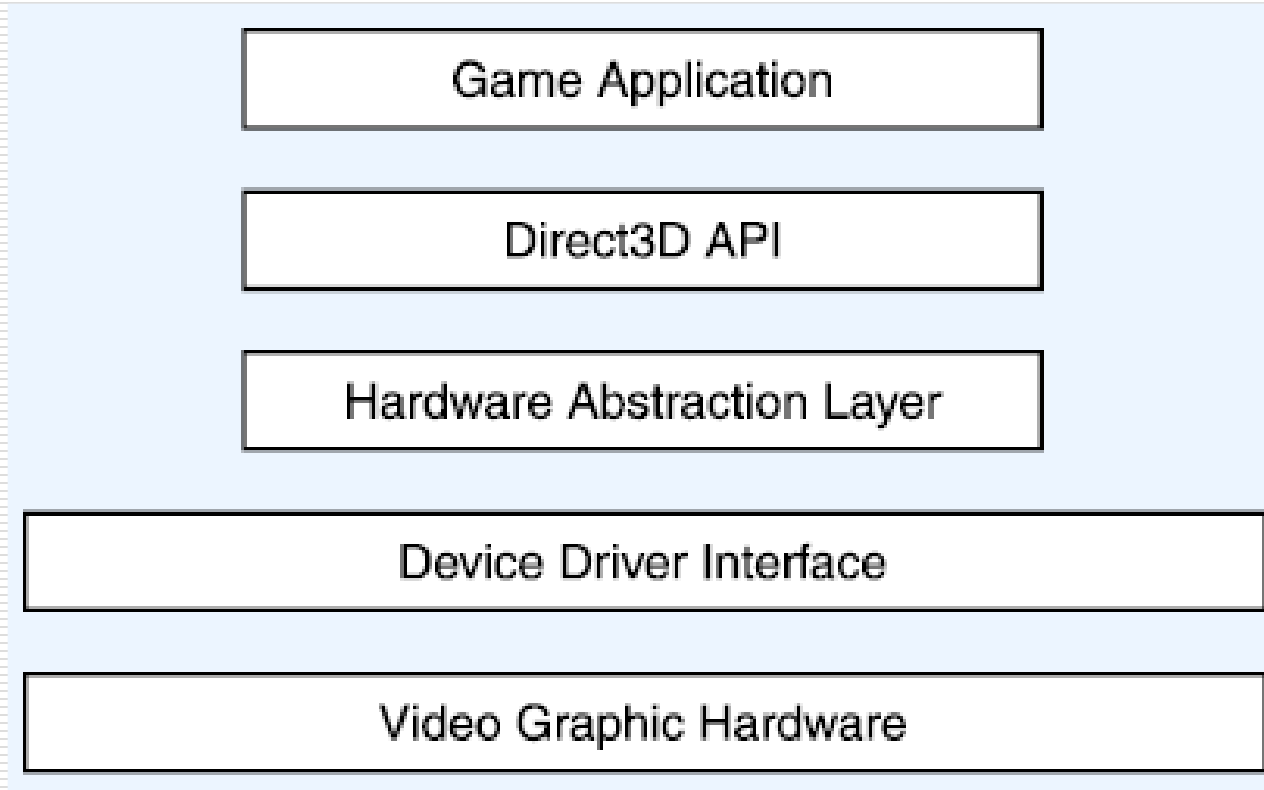 Game Application
Direct3D API
Hardware Abstraction Layer
Device Driver Interface
Video Graphic Hardware